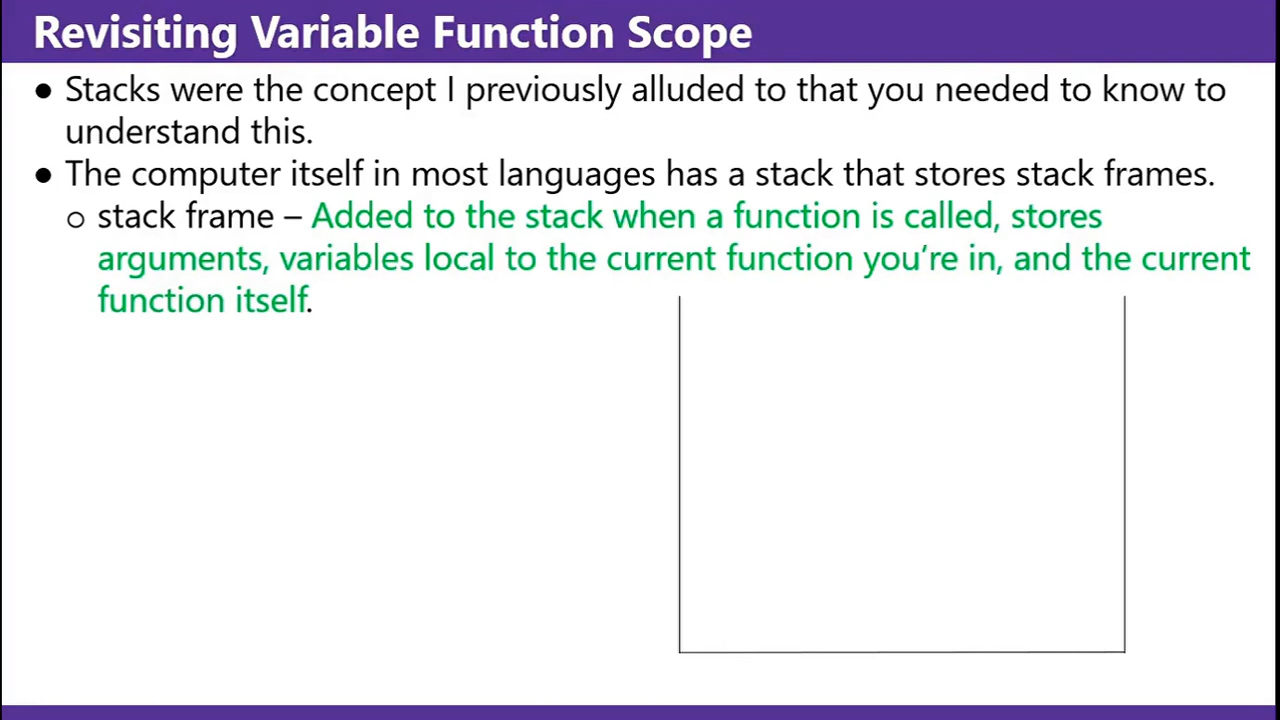 Revisiting Variable Function Scope
● Stacks were the concept I previously alluded to that you needed to know to
understand this.
● The computer itself in most languages has a stack that stores stack frames.
○ stack frame – Added to the stack when a function is called, stores
arguments, variables local to the current function you're in, and the current
function itself.